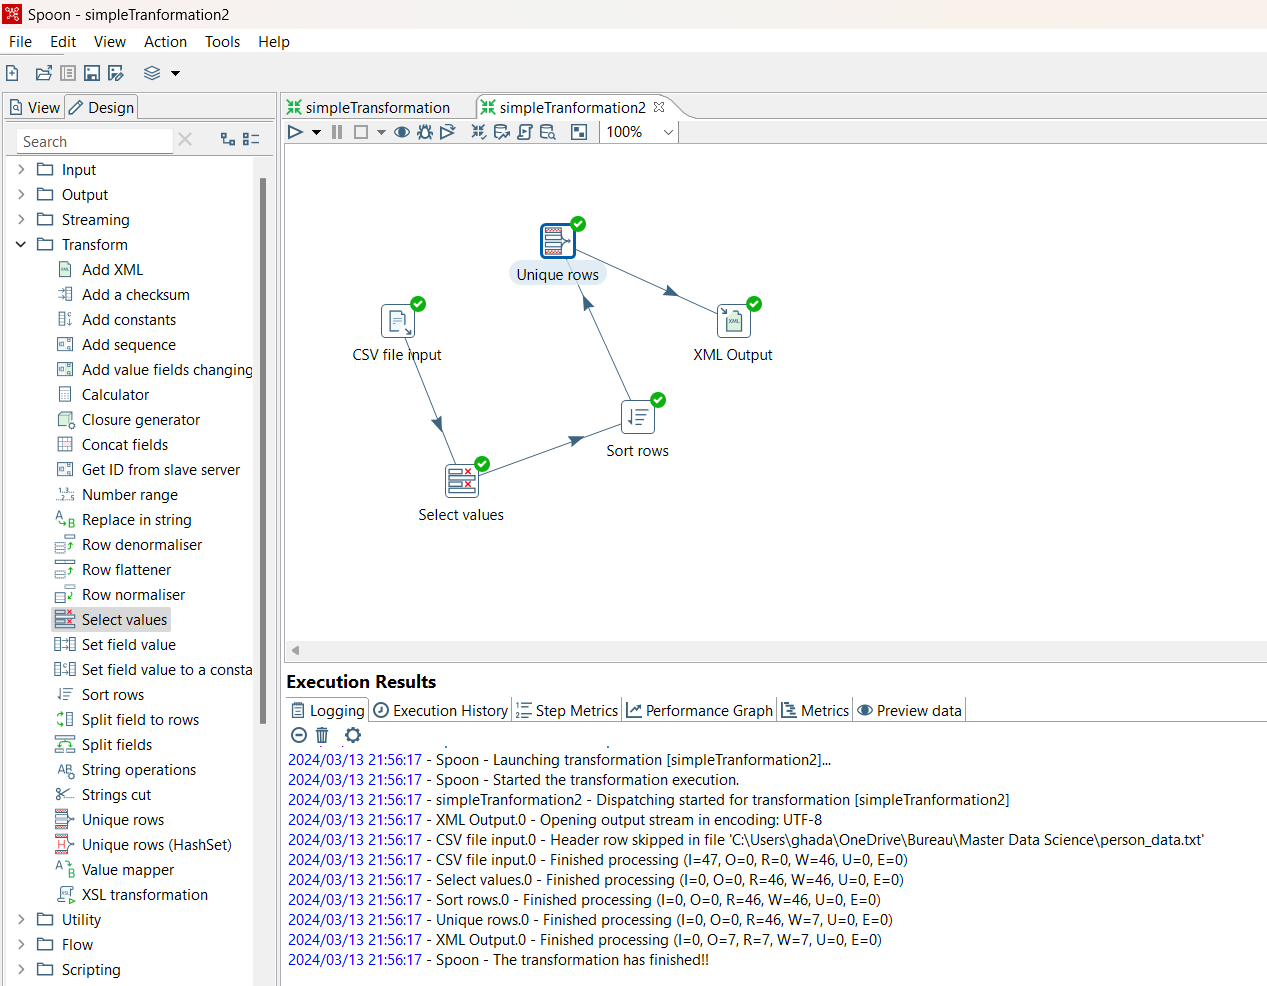 Spoon - simpleTranformation2
File Edit View Action Tools Help
View Design
simpleTransformation simpleTranformation2
Search
100%
Input
Output
Streaming
Transform
Add XML
Add a checksum
Add constants
Add sequence
Add value fields changing
Calculator
Closure generator
Concat fields
Get ID from slave server
Number range
Replace in string
Row denormaliser
Row flattener
Row normaliser
Select values
Set field value
Set field value to a consta
Sort rows
Split field to rows
Split fields
String operations
Strings cut
Unique rows
Unique rows (HashSet)
Value mapper
XSL transformation
Utility
Flow
Scripting
Unique rows
CSV file input
XML Output
Sort rows
Select values
Execution Results
Logging Execution History Step Metrics Performance Graph Metrics Preview data
2024/03/13 21:56:17 - Spoon - Launching transformation [simpleTranformation2]...
2024/03/13 21:56:17 - Spoon - Started the transformation execution.
2024/03/13 21:56:17 - simpleTranformation2 - Dispatching started for transformation [simpleTranformation2]
2024/03/13 21:56:17 - XML Output.0 - Opening output stream in encoding: UTF-8
2024/03/13 21:56:17 - CSV file input.0 - Header row skipped in file 'C:\Users\ghada\OneDrive\Bureau\Master Data Science\person_data.txt'
2024/03/13 21:56:17 - CSV file input.0 - Finished processing (I=47, O=0, R=0, W=46, U=0, E=0)
2024/03/13 21:56:17 - Select values.0 - Finished processing (I=0, O=0, R=46, W=46, U=0, E=0)
2024/03/13 21:56:17 - Sort rows.0 - Finished processing (I=0, O=0, R=46, W=46, U=0, E=0)
2024/03/13 21:56:17 - Unique rows.0 - Finished processing (I=0, O=0, R=46, W=7, U=0, E=0)
2024/03/13 21:56:17 - XML Output.0 - Finished processing (I=0, O=7, R=7, W=7, U=0, E=0)
2024/03/13 21:56:17 - Spoon - The transformation has finished!!